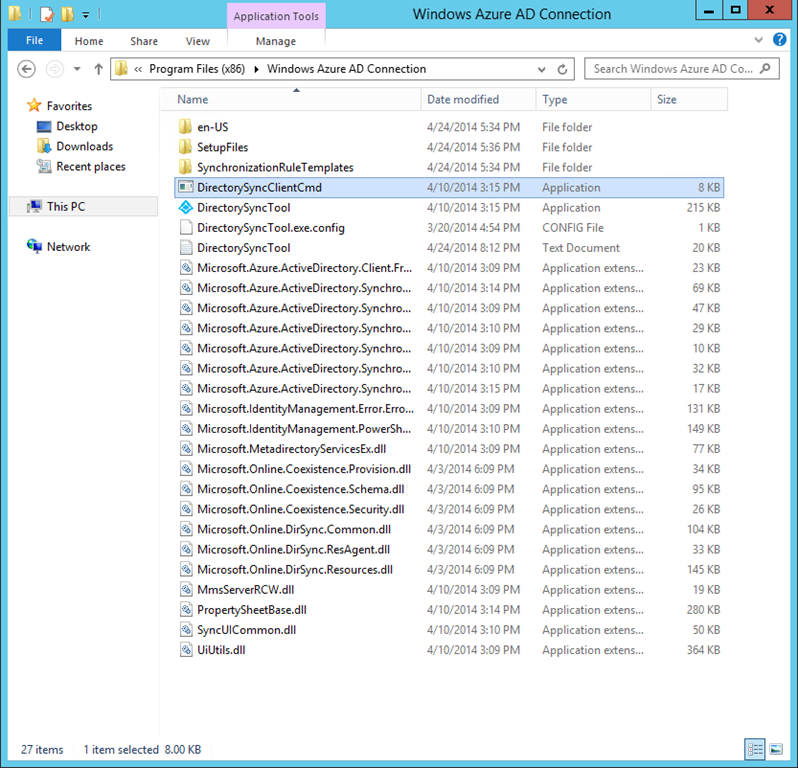 Application Tools
Windows Azure AD Connection
File Home Share View Manage
« Program Files (x86) Windows Azure AD Connection
Search Windows Azure AD Co...
Name Date modified Type Size
Favorites
Desktop
Downloads
Recent places
This PC
Network
en-US 4/24/2014 5:34 PM File folder
SetupFiles 4/24/2014 5:36 PM File folder
SynchronizationRuleTemplates 4/24/2014 5:34 PM File folder
DirectorySyncClientCmd 4/10/2014 3:15 PM Application 8 KB
DirectorySyncTool 4/10/2014 3:15 PM Application 215 KB
DirectorySyncTool.exe.config 3/20/2014 4:54 PM CONFIG File 1 KB
DirectorySyncTool 4/24/2014 8:12 PM Text Document 20 KB
Microsoft.Azure.ActiveDirectory.Client.Fr... 4/10/2014 3:09 PM Application extens... 23 KB
Microsoft.Azure.ActiveDirectory.Synchro... 4/10/2014 3:14 PM Application extens... 69 KB
Microsoft.Azure.ActiveDirectory.Synchro... 4/10/2014 3:09 PM Application extens... 47 KB
Microsoft.Azure.ActiveDirectory.Synchro... 4/10/2014 3:10 PM Application extens... 29 KB
Microsoft.Azure.ActiveDirectory.Synchro... 4/10/2014 3:09 PM Application extens... 10 KB
Microsoft.Azure.ActiveDirectory.Synchro... 4/10/2014 3:10 PM Application extens... 32 KB
Microsoft.Azure.ActiveDirectory.Synchro... 4/10/2014 3:15 PM Application extens... 17 KB
Microsoft.IdentityManagement.Error.Erro... 4/10/2014 3:09 PM Application extens... 131 KB
Microsoft.IdentityManagement.PowerSh... 4/10/2014 3:10 PM Application extens... 149 KB
Microsoft.MetadirectoryServicesEx.dll 4/10/2014 3:09 PM Application extens... 77 KB
Microsoft.Online.Coexistence.Provision.dll 4/3/2014 6:09 PM Application extens... 34 KB
Microsoft.Online.Coexistence.Schema.dll 4/3/2014 6:09 PM Application extens... 95 KB
Microsoft.Online.Coexistence.Security.dll 4/3/2014 6:09 PM Application extens... 26 KB
Microsoft.Online.DirSync.Common.dll 4/3/2014 6:09 PM Application extens... 104 KB
Microsoft.Online.DirSync.ResAgent.dll 4/3/2014 6:09 PM Application extens... 33 KB
Microsoft.Online.DirSync.Resources.dll 4/3/2014 6:09 PM Application extens... 145 KB
MmsServerRCW.dll 4/10/2014 3:09 PM Application extens... 19 KB
PropertySheetBase.dll 4/10/2014 3:14 PM Application extens... 280 KB
SyncUICommon.dll 4/10/2014 3:10 PM Application extens... 50 KB
UiUtils.dll 4/10/2014 3:09 PM Application extens... 364 KB
27 items 1 item selected 8.00 KB